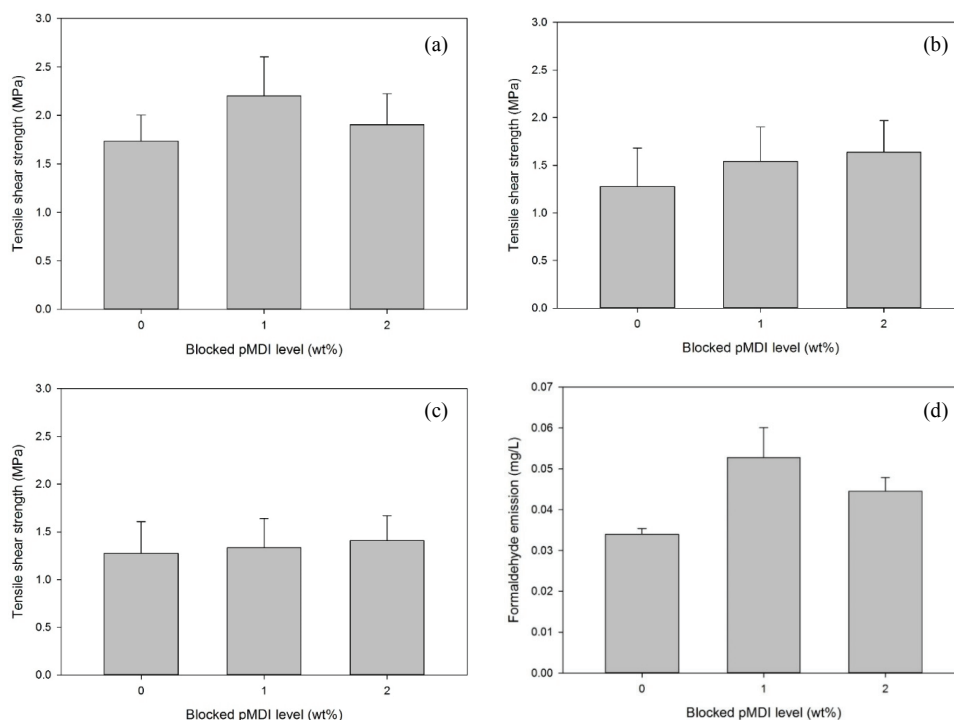 (a)
Tensile shear strength (MPa)
3.0
2.5
2.0
1.5
1.0
0.5
0.0
0 1 2
Blocked pMDI level (wt%)
(b)
Tensile shear strength (MPa)
3.0
2.5
2.0
1.5
1.0
0.5
0.0
0 1 2
Blocked pMDI level (wt%)
(c)
Tensile shear strength (MPa)
3.0
2.5
2.0
1.5
1.0
0.5
0.0
0 1 2
Blocked pMDI level (wt%)
(d)
Formaldehyde emission (mg/L)
0.07
0.06
0.05
0.04
0.03
0.02
0.01
0.00
0 1 2
Blocked pMDI level (wt%)